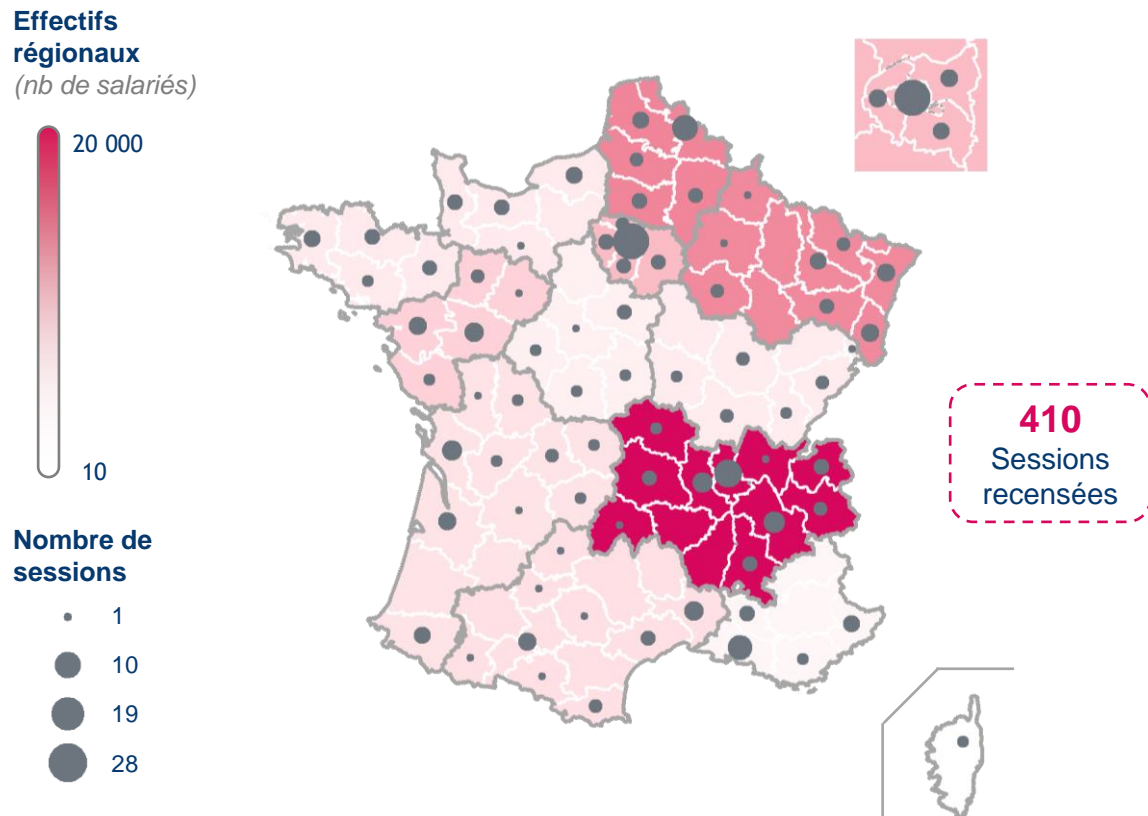 Effectifs
régionaux
(nb de salariés)
20 000
10
Nombre de
sessions
1
10
19
28
410
Sessions
recensées